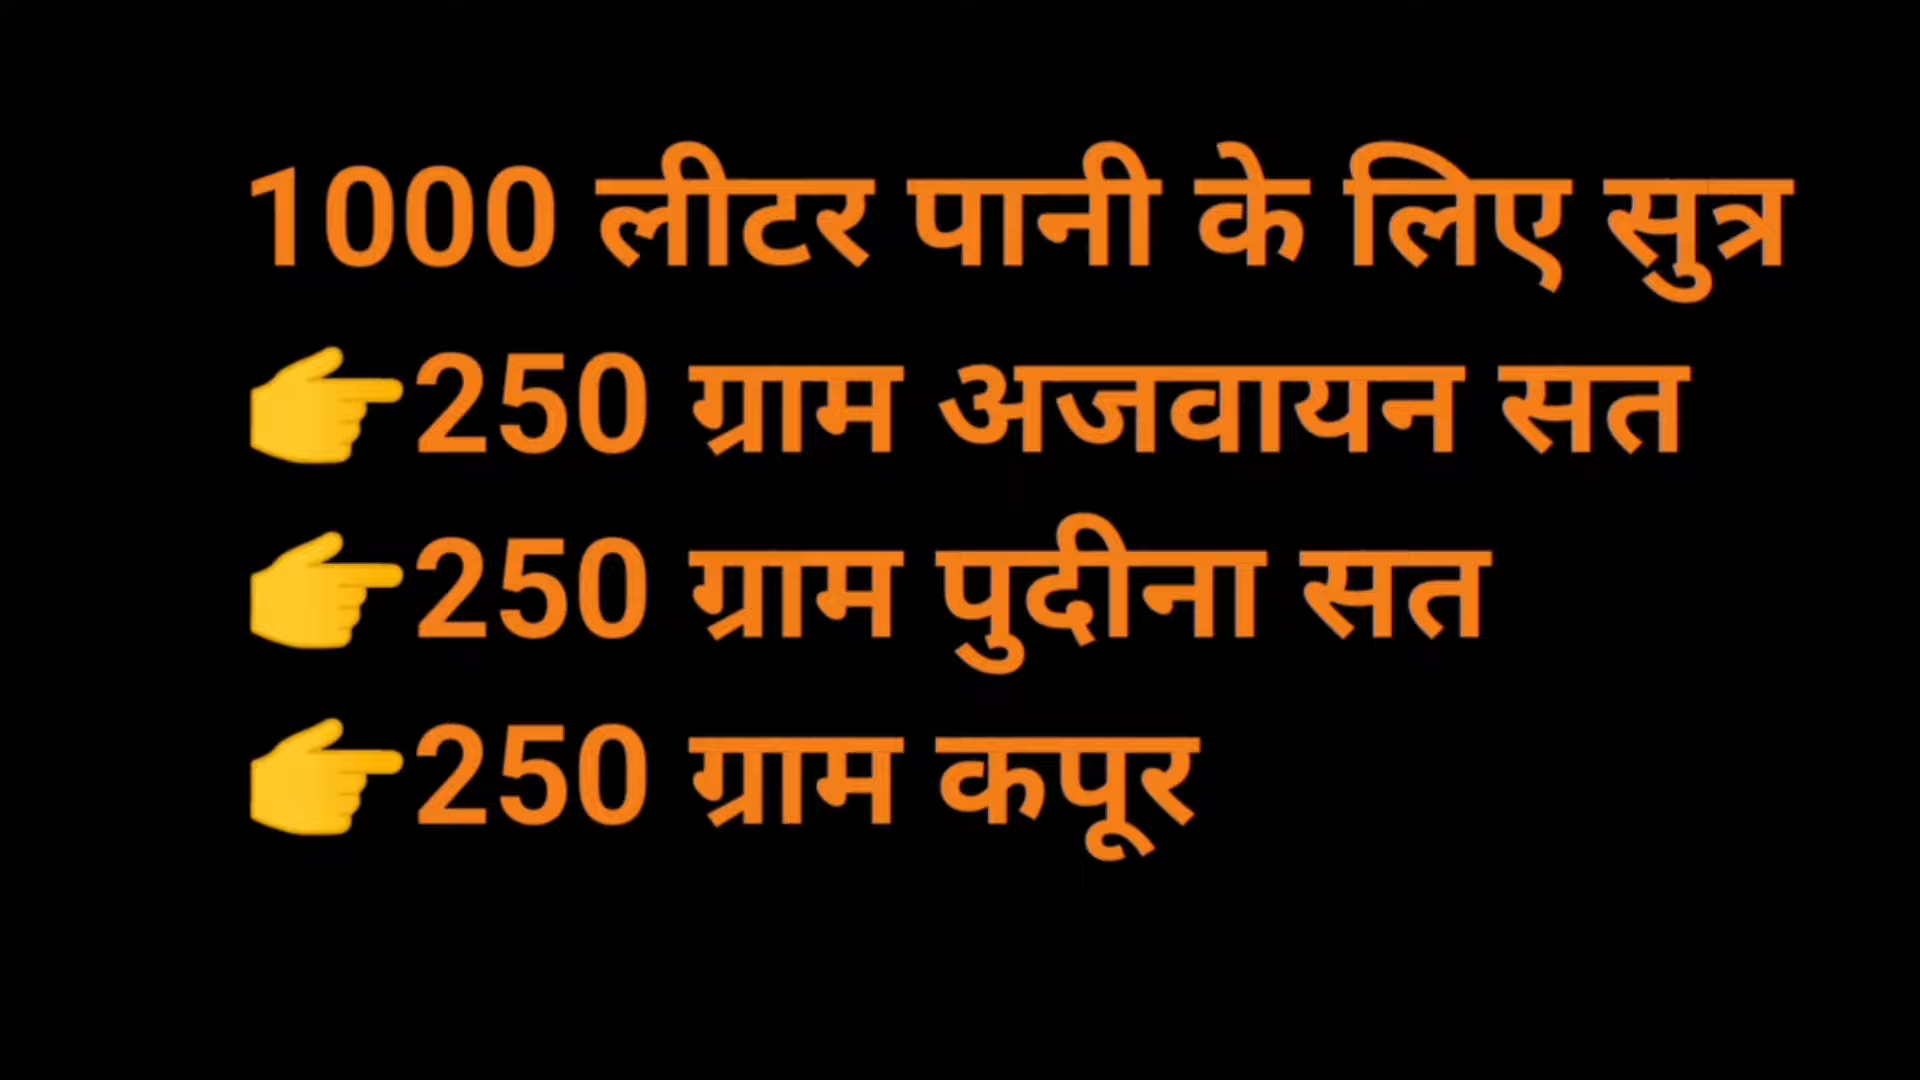 1000 लीटर पानी के लिए सुत्र
👉250 ग्राम अजवायन सत
👉250 ग्राम पुदीना सत
👉250 ग्राम कपूर